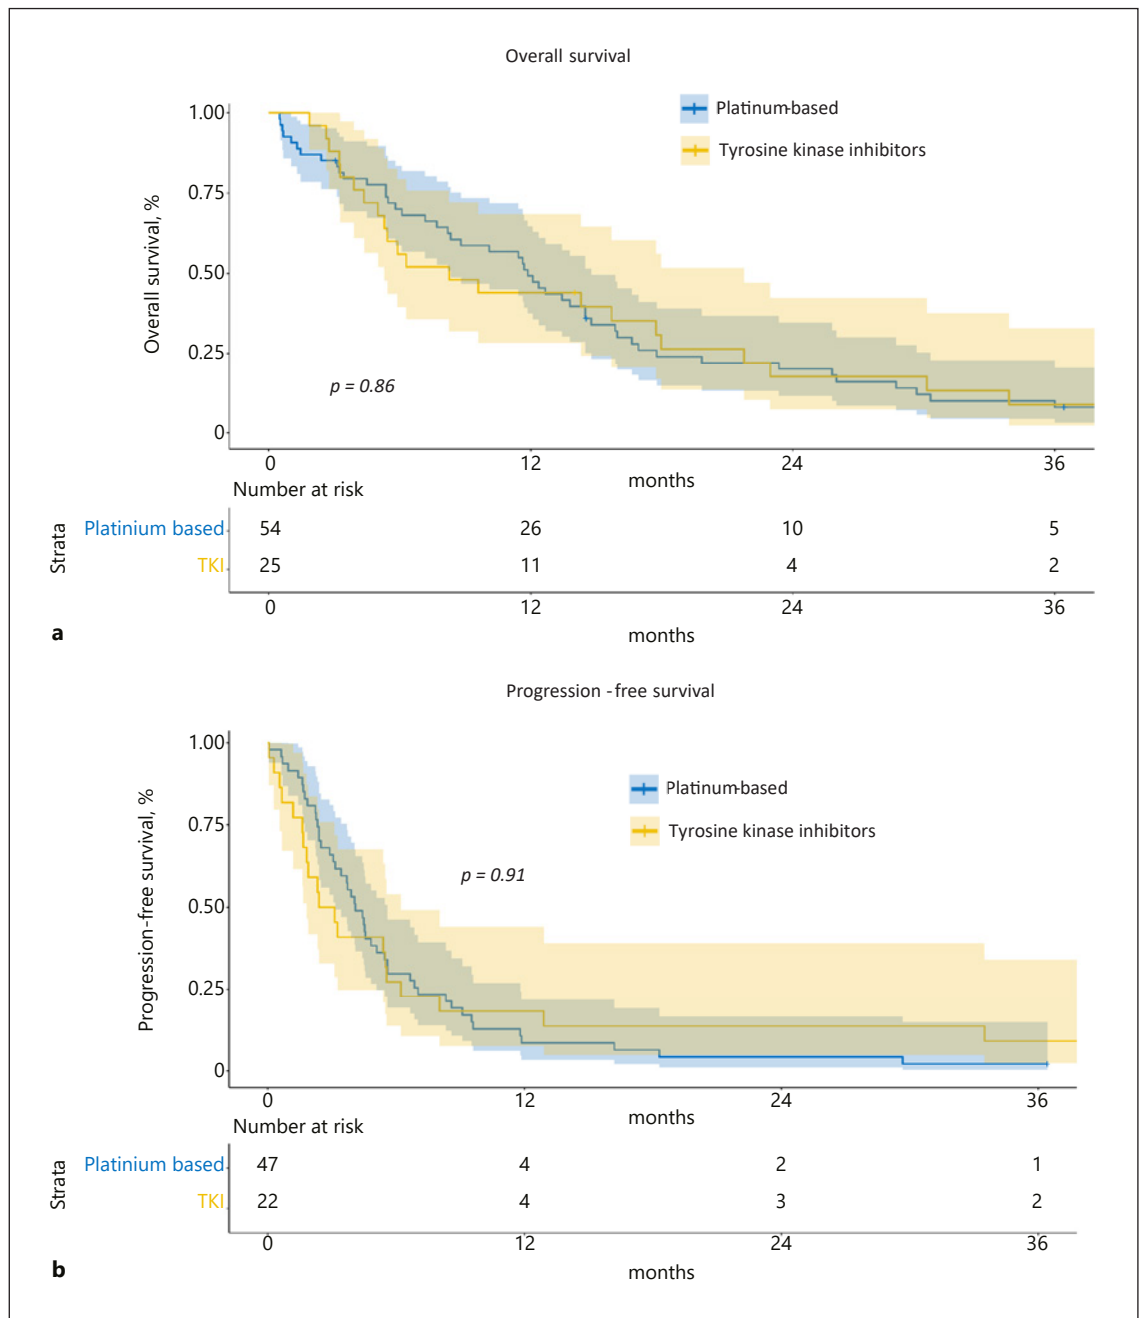 Overall survival
Platinum-based
Tyrosine kinase inhibitors
Overall survival, %
1.00
0.75
0.50
0.25
0
p = 0.86
0 12 24 36
months
Number at risk
Strata
Platinium based 54 26 10 5
TKI 25 11 4 2
0 12 24 36
months
a
Progression -free survival
Platinum-based
Tyrosine kinase inhibitors
Progression-free survival, %
1.00
0.75
0.50
0.25
0
p = 0.91
0 12 24 36
months
Number at risk
Strata
Platinium based 47 4 2 1
TKI 22 4 3 2
0 12 24 36
months
b